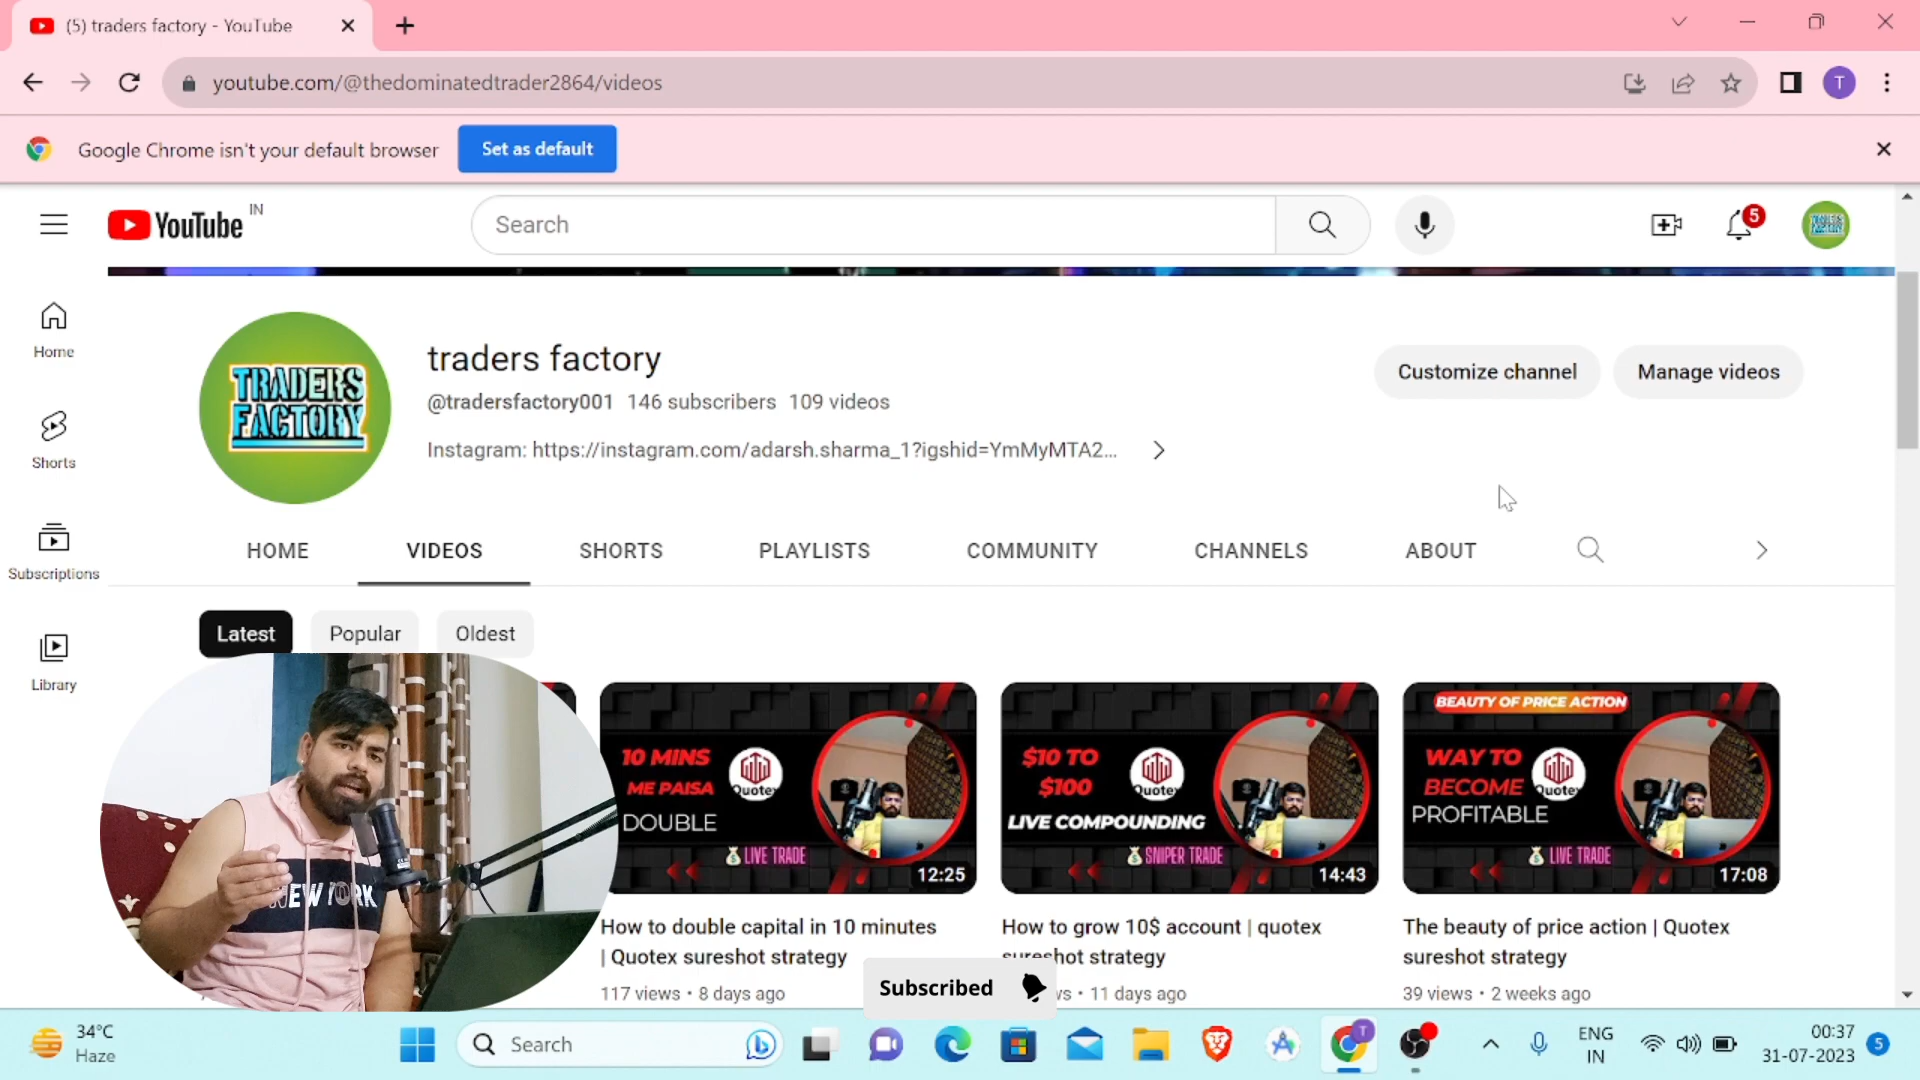 (5) traders factory - YouTube
youtube.com/@thedominatedtrader2864/videos
T
Google Chrome isn't your default browser
Set as default
YouTube
IN
Search
5
TRADERS
FACTORY
traders factory
@tradersfactory001 146 subscribers 109 videos
Instagram: https://instagram.com/adarsh.sharma_1?igshid=YmMyMTA2...
Customize channel
Manage videos
Home
Shorts
Subscriptions
Library
HOME
VIDEOS
SHORTS
PLAYLISTS
COMMUNITY
CHANNELS
ABOUT
Latest
Popular
Oldest
10 MINS
ME PAISA
DOUBLE
Quotex
LIVE TRADE
12:25
$10 TO
$100
Quotex
LIVE COMPOUNDING
SNIPER TRADE
14:43
BEAUTY OF PRICE ACTION
WAY TO
BECOME
PROFITABLE
Quotex
LIVE TRADE
17:08
NEW YORK
How to double capital in 10 minutes
| Quotex sureshot strategy
117 views • 8 days ago
How to grow 10$ account | quotex
sureshot strategy
11 days ago
The beauty of price action | Quotex
sureshot strategy
39 views • 2 weeks ago
Subscribed
34°C
Haze
Search
T
ENG
IN
00:37
31-07-2023
5